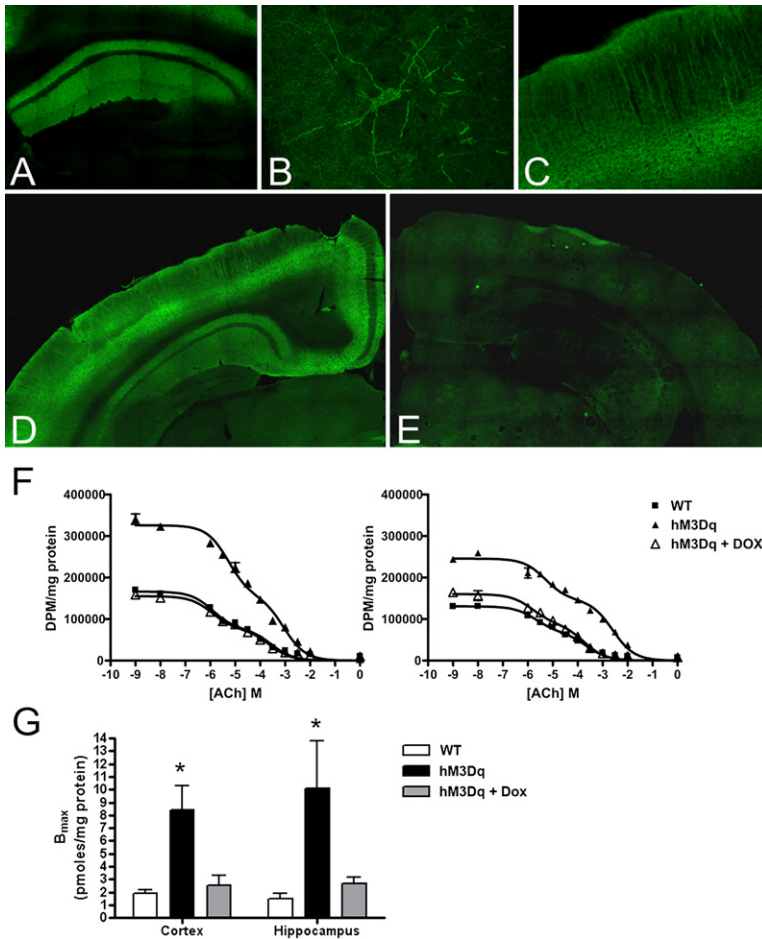 A
B
C
D
E
F
400000
300000
200000
100000
0
DPM/mg protein
-10 -9 -8 -7 -6 -5 -4 -3 -2 -1 0
[ACh] M
400000
300000
200000
100000
0
DPM/mg protein
-10 -9 -8 -7 -6 -5 -4 -3 -2 -1 0
[ACh] M
WT
hM3Dq
hM3Dq + DOX
G
14
13
12
11
10
9
8
7
6
5
4
3
2
1
0
Bmax
(pmoles/mg protein)
*
*
Cortex
Hippocampus
WT
hM3Dq
hM3Dq + Dox